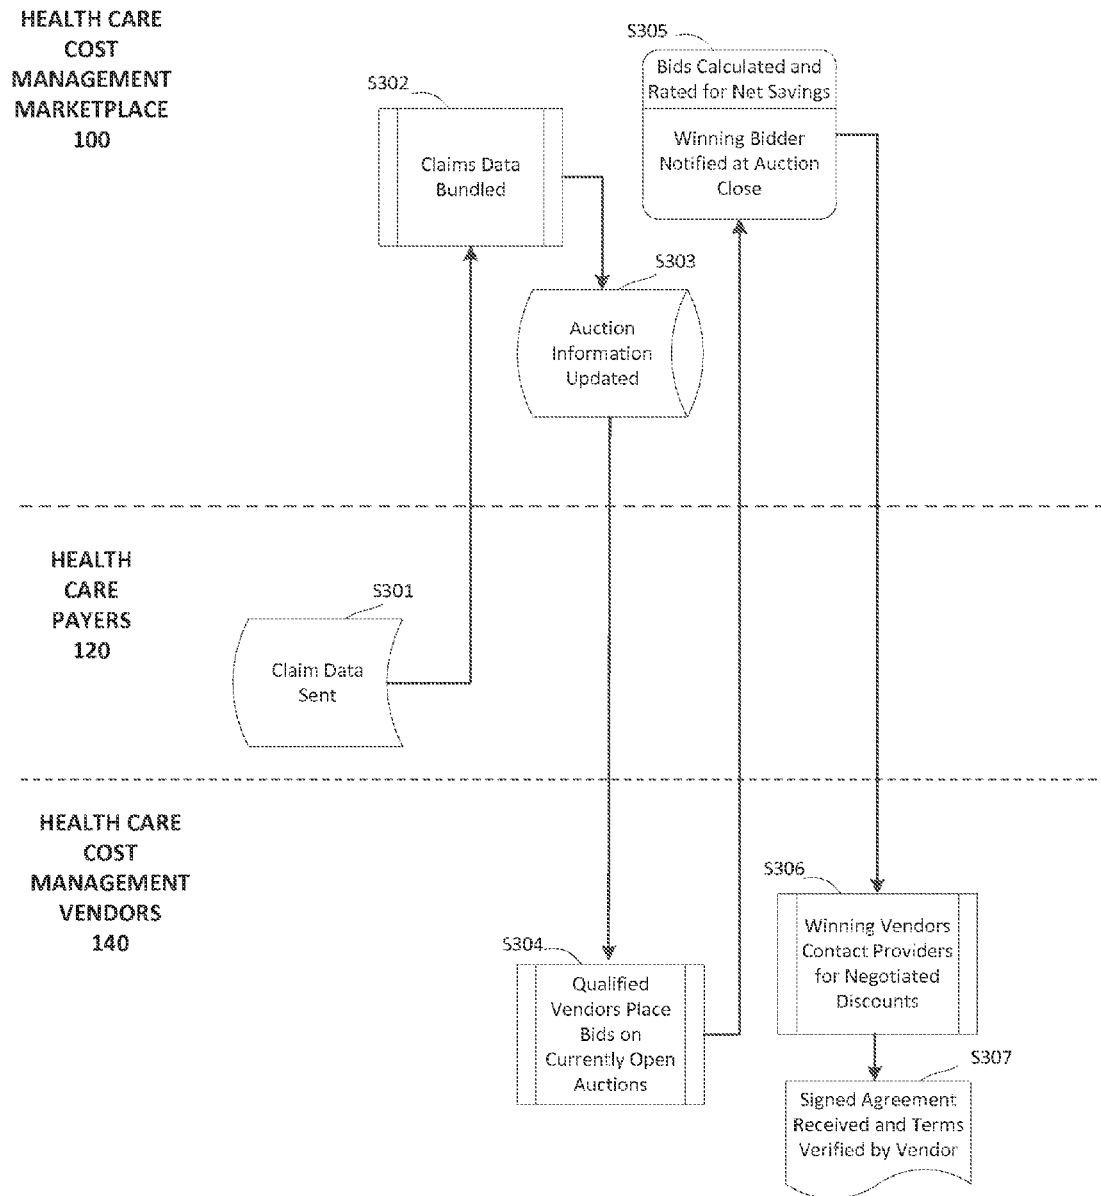 HEALTH CARE
COST
MANAGEMENT
MARKETPLACE
100
S302
Claims Data
Bundled
S305
Bids Calculated and
Rated for Net Savings
Winning Bidder
Notified at Auction
Close
S303
Auction
Information
Updated
HEALTH
CARE
PAYERS
120
S301
Claim Data
Sent
HEALTH CARE
COST
MANAGEMENT
VENDORS
140
S304
Qualified
Vendors Place
Bids on
Currently Open
Auctions
S306
Winning Vendors
Contact Providers
for Negotiated
Discounts
S307
Signed Agreement
Received and Terms
Verified by Vendor